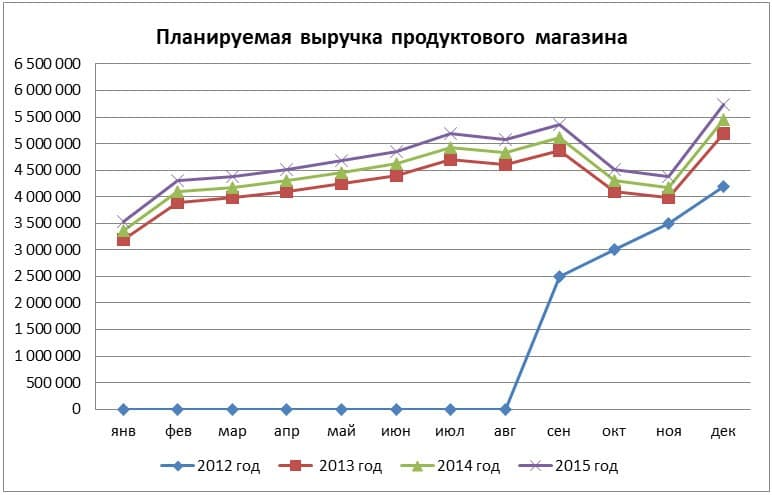 Планируемая выручка продуктового магазина
6 500 000
6 000 000
5 500 000
5 000 000
4 500 000
4 000 000
3 500 000
3 000 000
2 500 000
2 000 000
1 500 000
1 000 000
500 000
0
янв фев мар апр май июн июл авг сен окт ноя дек
2012 год 2013 год 2014 год 2015 год